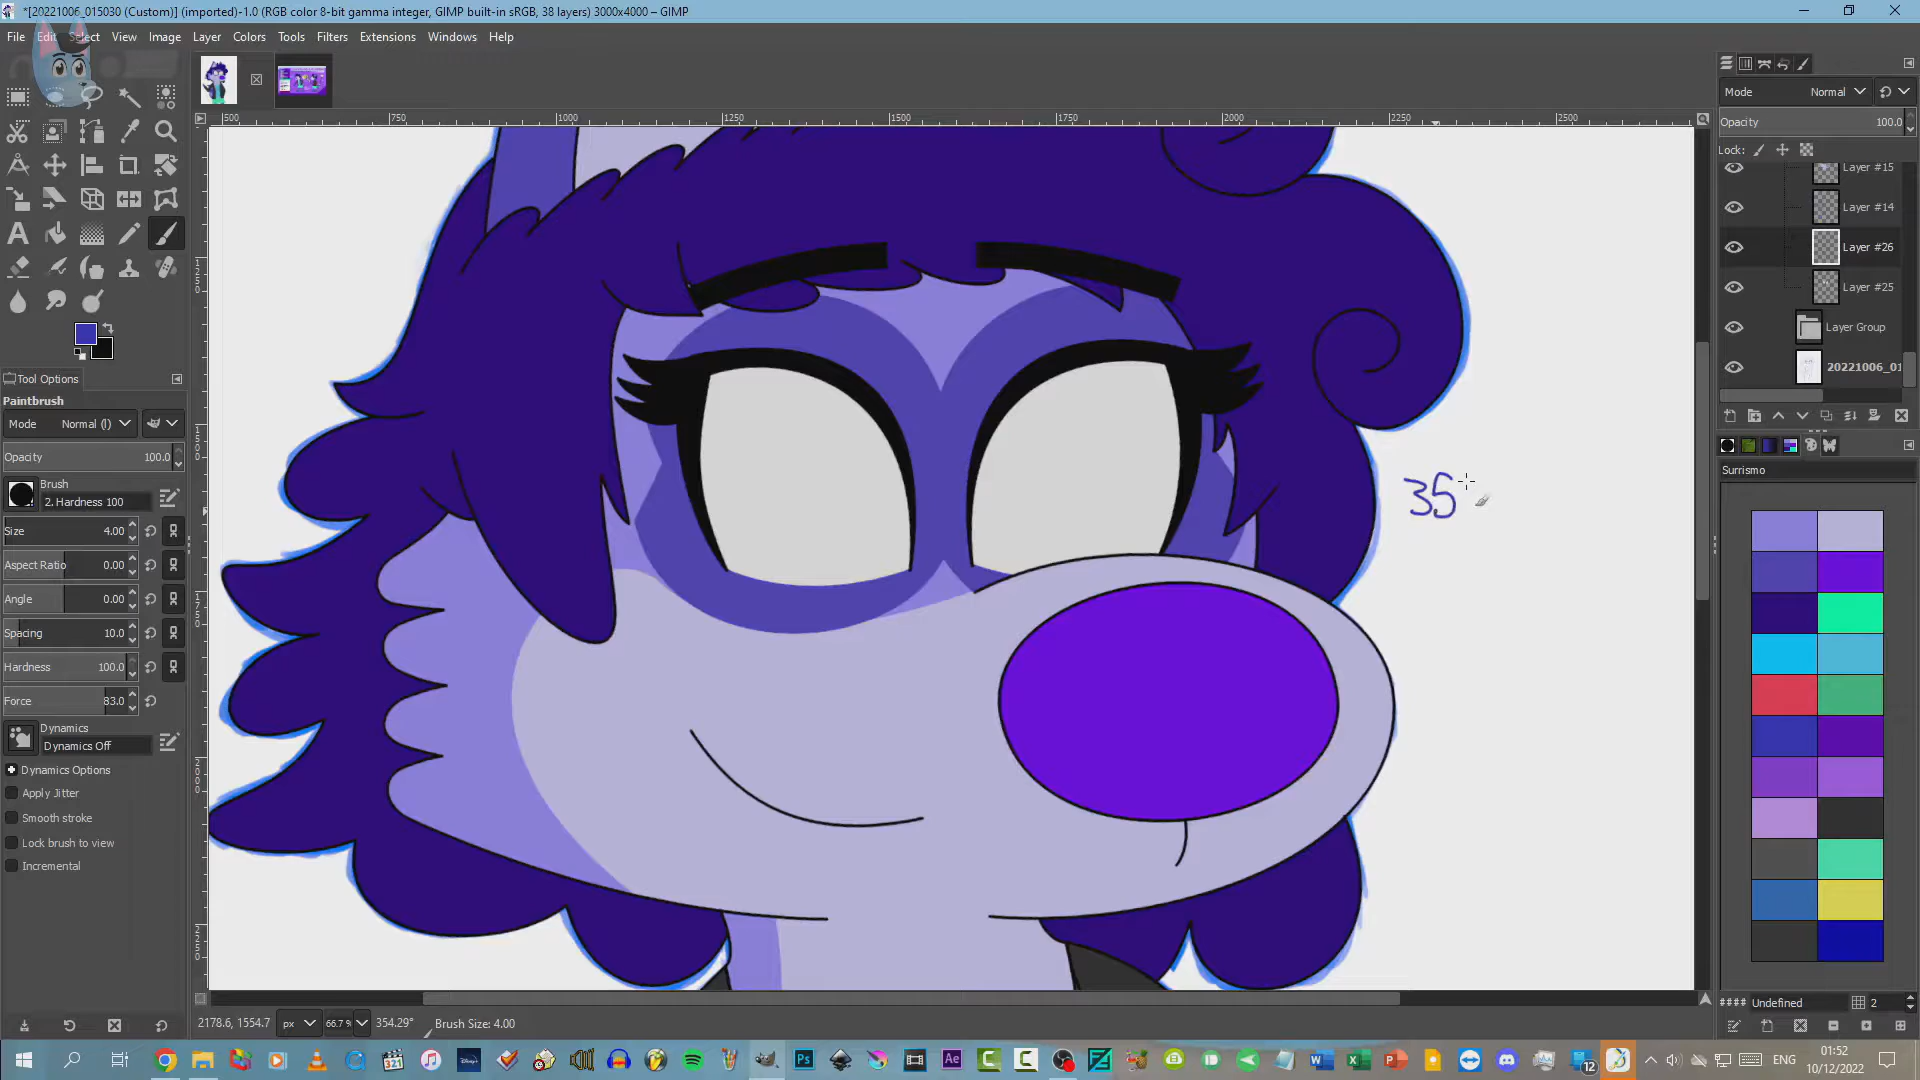 *[20221006_015030 (Custom)] (imported)-1.0 (RGB color 8-bit gamma integer, GIMP built-in sRGB, 38 layers) 3000x4000 – GIMP
File Edit Select View Image Layer Colors Tools Filters Extensions Windows Help
Mode Normal
Opacity 100.0
Lock:
500 750 1000 1250 1500 1750 2000 2250 2500
Layer #15
Layer #14
Layer #26
Layer #25
Layer Group
20221006_01
Tool Options
Paintbrush
Mode Normal (l)
Opacity 100.0
Brush
2. Hardness 100
Size 4.00
Aspect Ratio 0.00
Angle 0.00
Spacing 10.0
Hardness 100.0
Force 83.0
Dynamics
Dynamics Off
Dynamics Options
Apply Jitter
Smooth stroke
Lock brush to view
Incremental
35
Surrismo
Undefined 2
2178.6, 1554.7 px 66.7 % 354.29° Brush Size: 4.00
321
Ps
Ae
12
ENG
01:52
10/12/2022